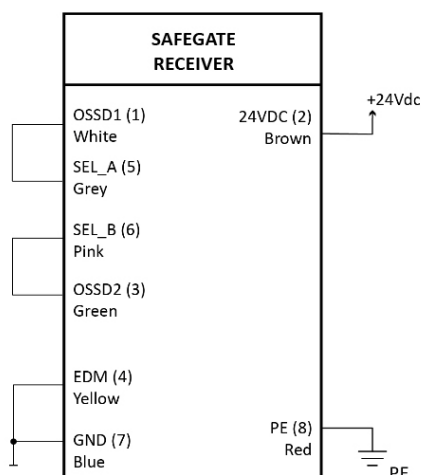 SAFEGATE
RECEIVER
+24Vdc
OSSD1 (1)
White
24VDC (2)
Brown
SEL_A (5)
Grey
SEL_B (6)
Pink
OSSD2 (3)
Green
EDM (4)
Yellow
GND (7)
Blue
PE (8)
Red
PE